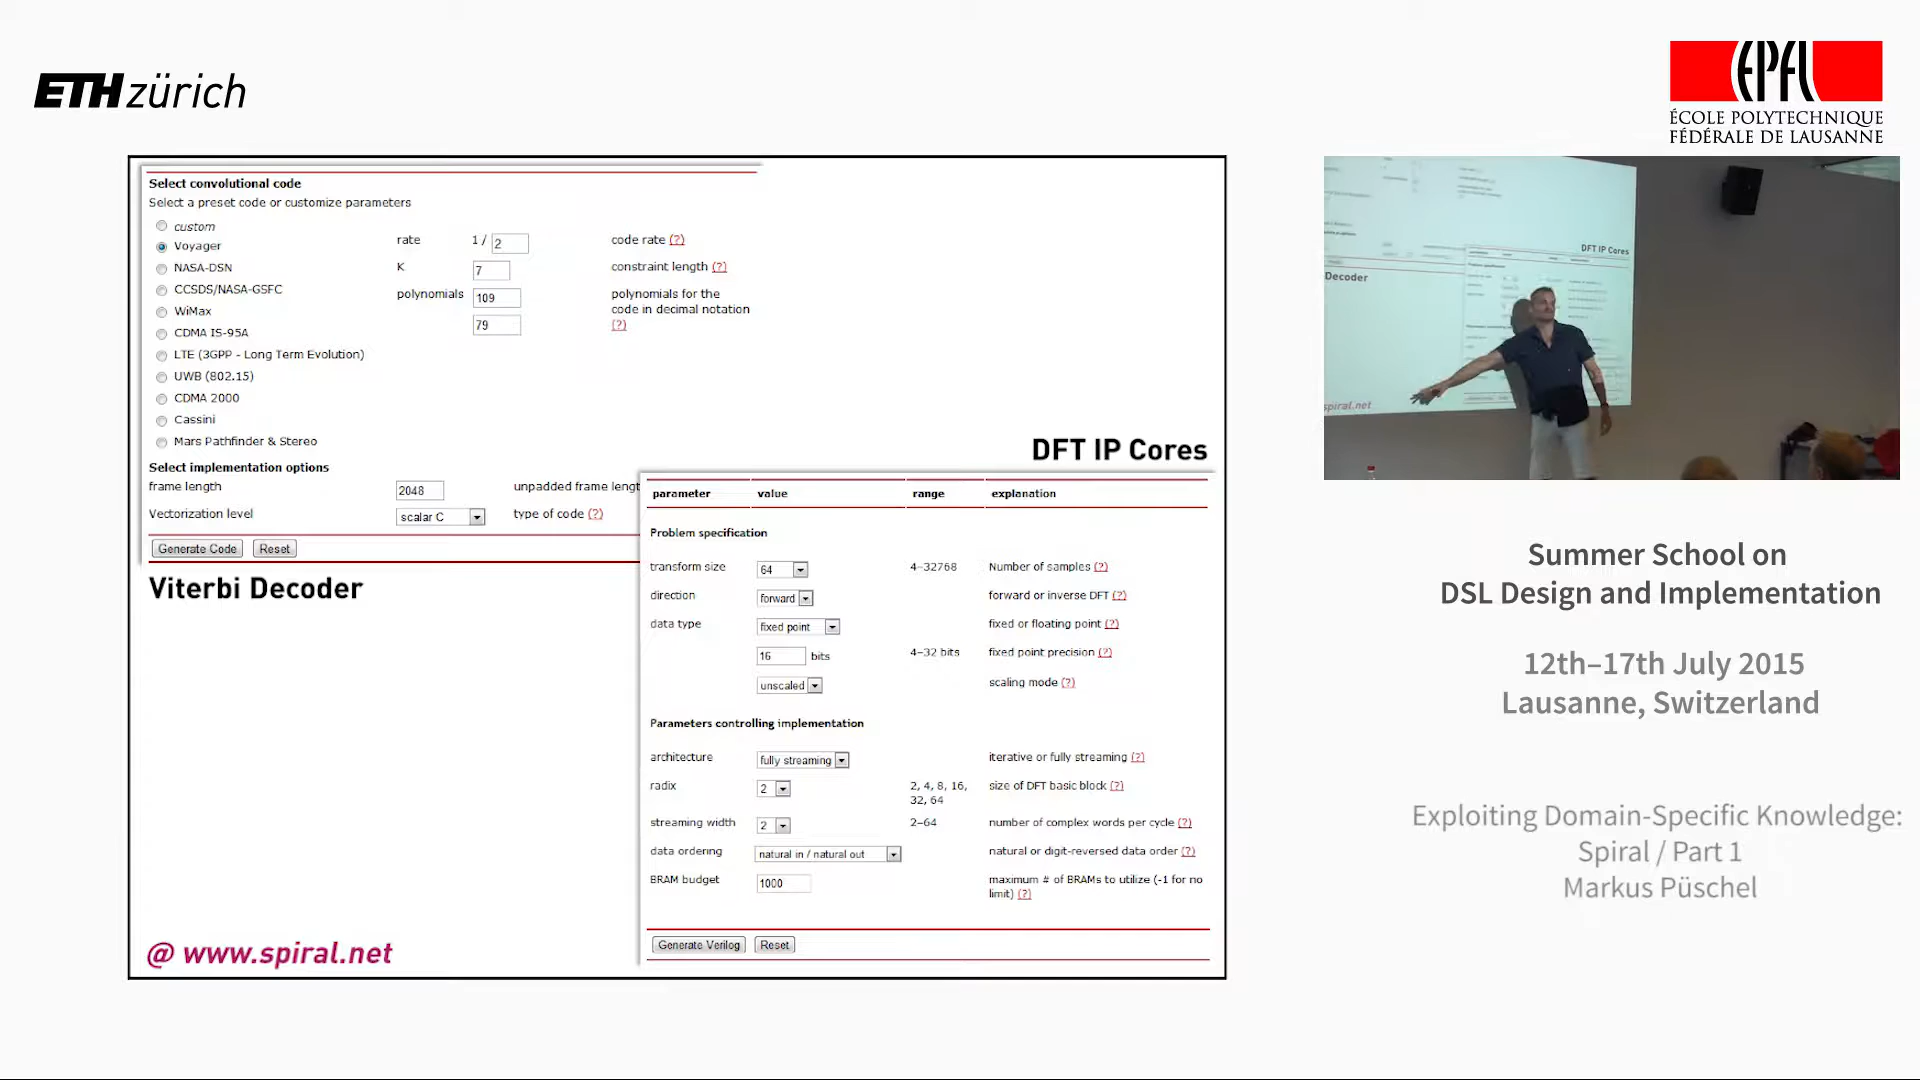 ETH zürich
EPFL
ÉCOLE POLYTECHNIQUE
FÉDÉRALE DE LAUSANNE
Select convolutional code
Select a preset code or customize parameters
custom
Voyager
NASA-DSN
CCSDS/NASA-GSFC
WiMax
CDMA IS-95A
LTE (3GPP - Long Term Evolution)
UWB (802.15)
CDMA 2000
Cassini
Mars Pathfinder & Stereo
rate 1 / 2 code rate (?)
K 7 constraint length (?)
polynomials 109 polynomials for the
code in decimal notation
79 (?)
Select implementation options
frame length 2048 unpadded frame lengt
Vectorization level scalar C type of code (?)
Generate Code Reset
Viterbi Decoder
DFT IP Cores
parameter value range explanation
Problem specification
transform size 64 4–32768 Number of samples (?)
direction forward forward or inverse DFT (?)
data type fixed point fixed or floating point (?)
16 bits 4–32 bits fixed point precision (?)
unscaled scaling mode (?)
Parameters controlling implementation
architecture fully streaming iterative or fully streaming (?)
radix 2 2, 4, 8, 16, size of DFT basic block (?)
32, 64
streaming width 2 2–64 number of complex words per cycle (?)
data ordering natural in / natural out natural or digit-reversed data order (?)
BRAM budget 1000 maximum # of BRAMs to utilize (-1 for no
limit) (?)
Generate Verilog Reset
@ www.spiral.net
DFT IP Cores
Decoder
spiral.net
Summer School on
DSL Design and Implementation
12th–17th July 2015
Lausanne, Switzerland
Exploiting Domain-Specific Knowledge:
Spiral / Part 1
Markus Püschel